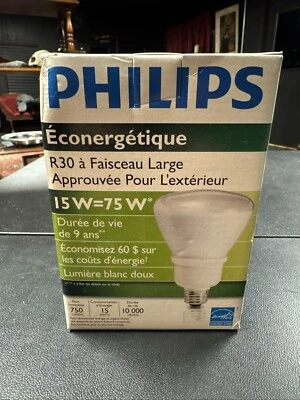 PHILIPS
Éconergétique
R30 à Faisceau Large
Approuvée Pour L'extérieur
15 W=75 W*
Durée de vie
de 9 ans**
Économisez 60 $ sur
les coûts d'énergie†
Lumière blanc doux
750
15
10 000